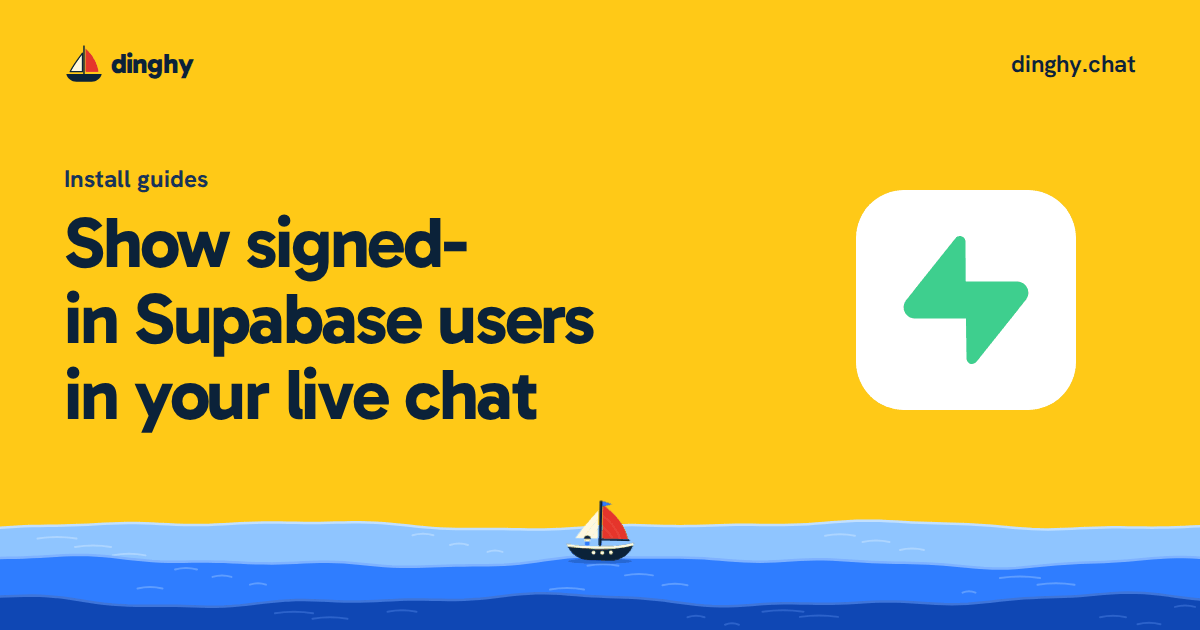 dinghy
dinghy.chat
Install guides
Show signed-
in Supabase users
in your live chat